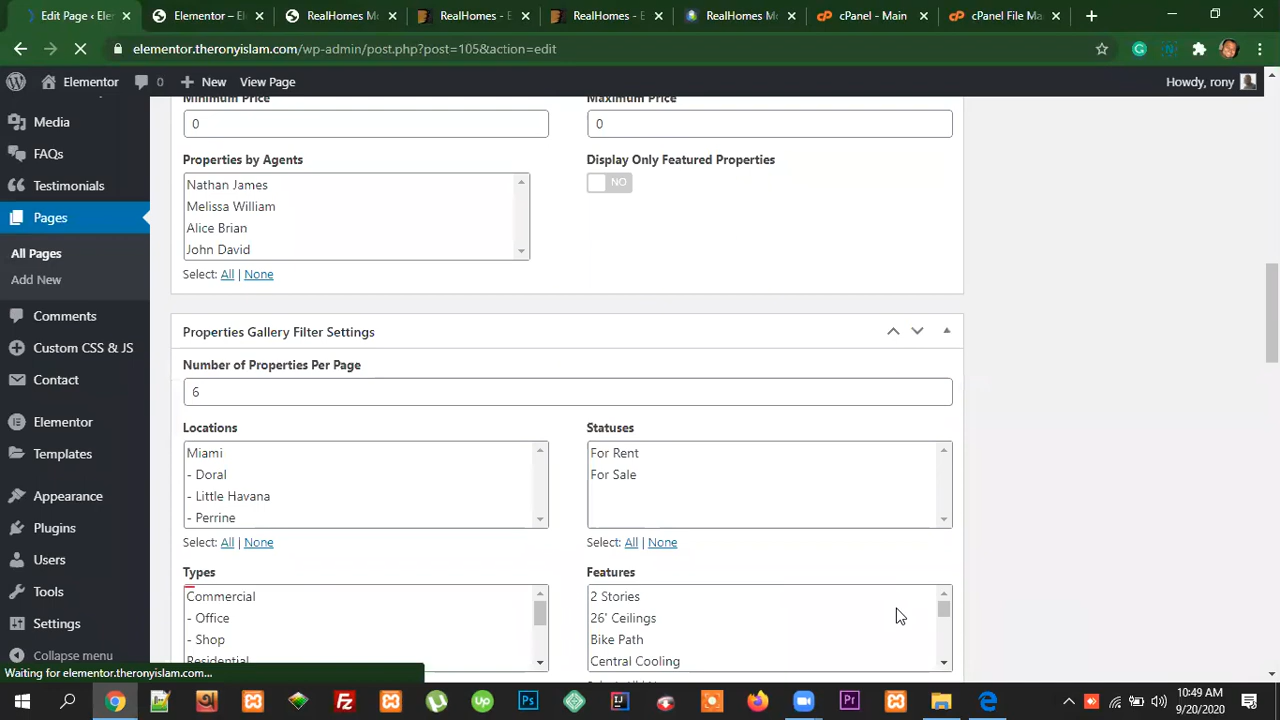 Edit Page ‹ E
Elementor – El
RealHomes Mo
RealHomes - E
RealHomes - E
RealHomes Mo
cPanel - Main
cPanel File Ma
elementor.theronyislam.com/wp-admin/post.php?post=105&action=edit
Elementor 0 New View Page Howdy, rony
Minimum Price Maximum Price
0 0
Media
FAQs
Testimonials
Pages
All Pages
Add New
Comments
Custom CSS & JS
Contact
Elementor
Templates
Appearance
Plugins
Users
Tools
Settings
Collapse menu
Properties by Agents Display Only Featured Properties
Nathan James NO
Melissa William
Alice Brian
John David
Select: All | None
Properties Gallery Filter Settings
Number of Properties Per Page
6
Locations Statuses
Miami For Rent
- Doral For Sale
- Little Havana
- Perrine
Select: All | None Select: All | None
Types Features
Commercial 2 Stories
- Office 26' Ceilings
- Shop Bike Path
Residential Central Cooling
Waiting for elementor.theronyislam.com...
10:49 AM
9/20/2020